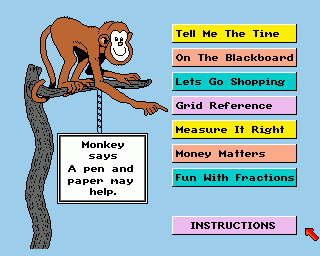 Tell Me The Time
On The Blackboard
Lets Go Shopping
Grid Reference
Measure It Right
Money Matters
Fun With Fractions
INSTRUCTIONS
Monkey
says
A pen and
paper may
help.